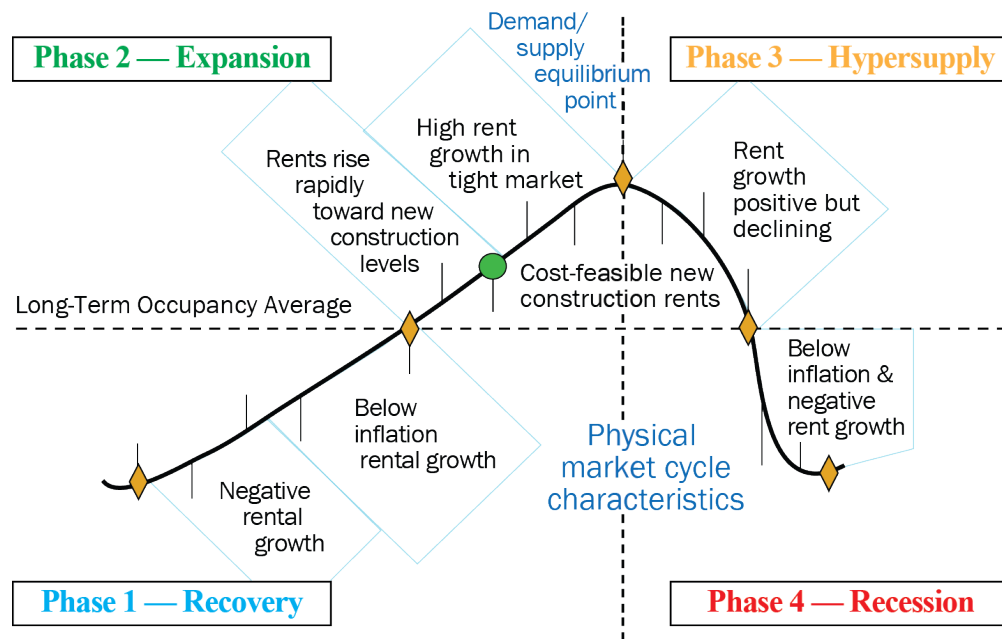 Phase 2 — Expansion
Demand/
supply
equilibrium
point
Phase 3 — Hypersupply
High rent
growth in
tight market
Rents rise
rapidly
toward new
construction
levels
Rent
growth
positive but
declining
Cost-feasible new
construction rents
Long-Term Occupancy Average
Below
inflation &
negative
rent growth
Below
inflation
rental growth
Physical
market cycle
characteristics
Negative
rental
growth
Phase 1 — Recovery
Phase 4 — Recession